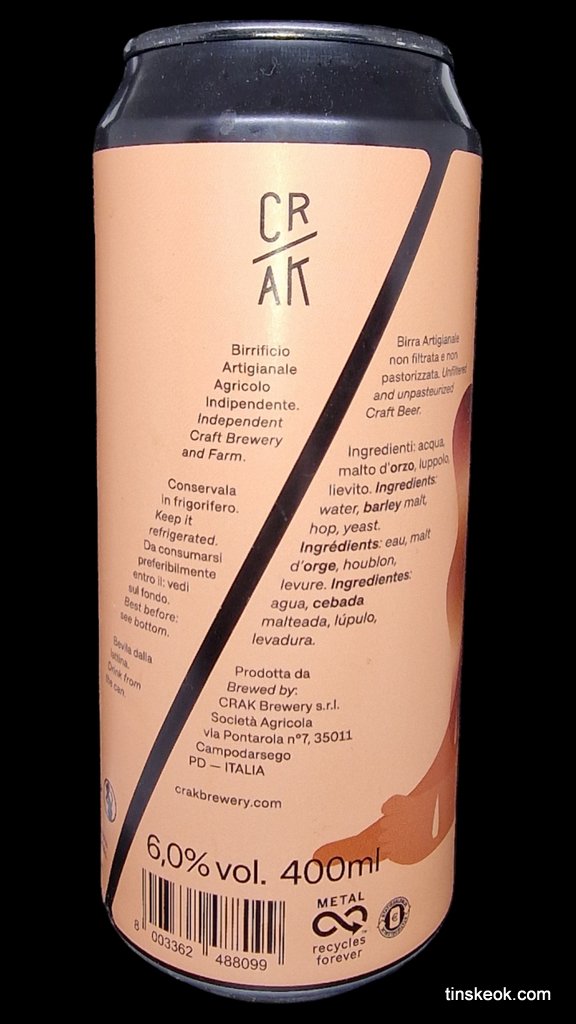 CR
AK
Birrificio
Artigianale
Agricolo
Indipendente.
Independent
Craft Brewery
and Farm.
Conservala
in frigorifero.
Keep it
refrigerated.
Da consumarsi
preferibilmente
entro il: vedi
sul fondo.
Best before:
see bottom.
Bevila dalla
lattina.
Drink from
the can.
Birra Artigianale
non filtrata e non
pastorizzata. Unfiltered
and unpasteurized
Craft Beer.
Ingredienti: acqua,
malto d'orzo, luppolo,
lievito. Ingredients:
water, barley malt,
hop, yeast.
Ingrédients: eau, malt
d'orge, houblon,
levure. Ingredientes:
agua, cebada
malteada, lúpulo,
levadura.
Prodotta da
Brewed by:
CRAK Brewery s.r.l.
Società Agricola
via Pontarola n°7, 35011
Campodarsego
PD — ITALIA
crakbrewery.com
6,0% vol. 400ml
8 003362 488099
METAL
recycles
forever
tinskeok.com